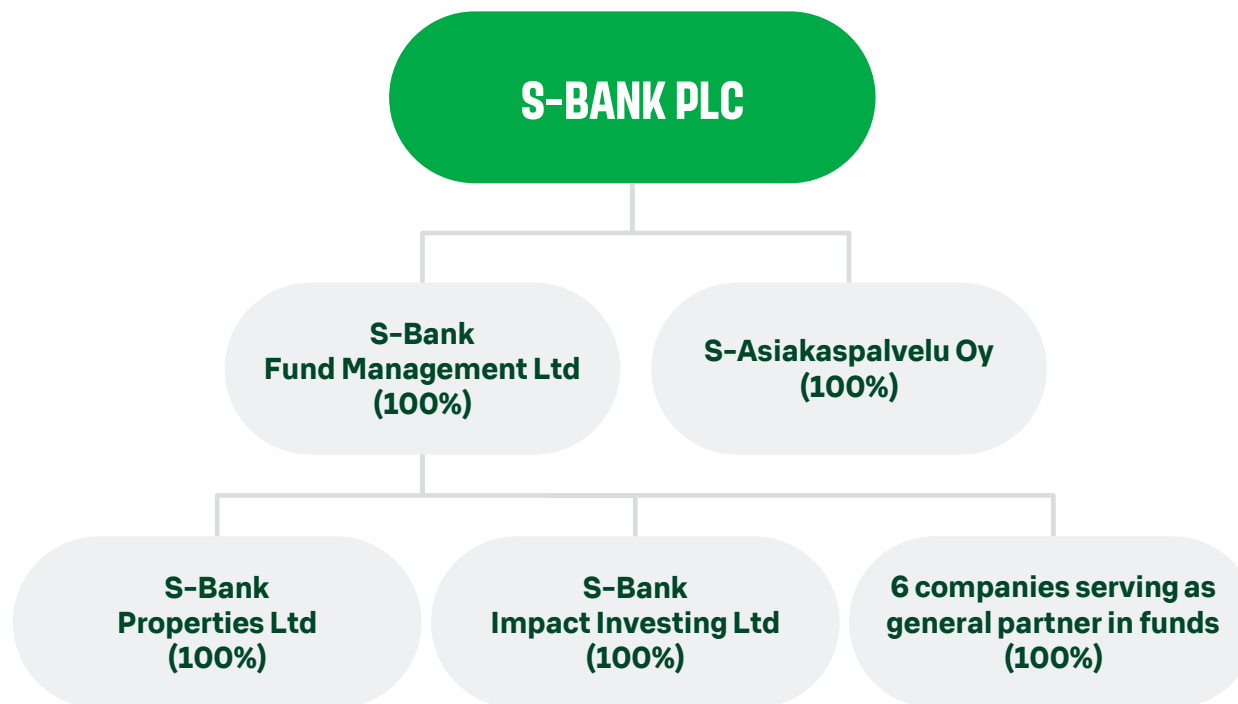 S-BANK PLC
S-Bank
Fund Management Ltd
(100%)
S-Asiakaspalvelu Oy
(100%)
S-Bank
Properties Ltd
(100%)
S-Bank
Impact Investing Ltd
(100%)
6 companies serving as
general partner in funds
(100%)